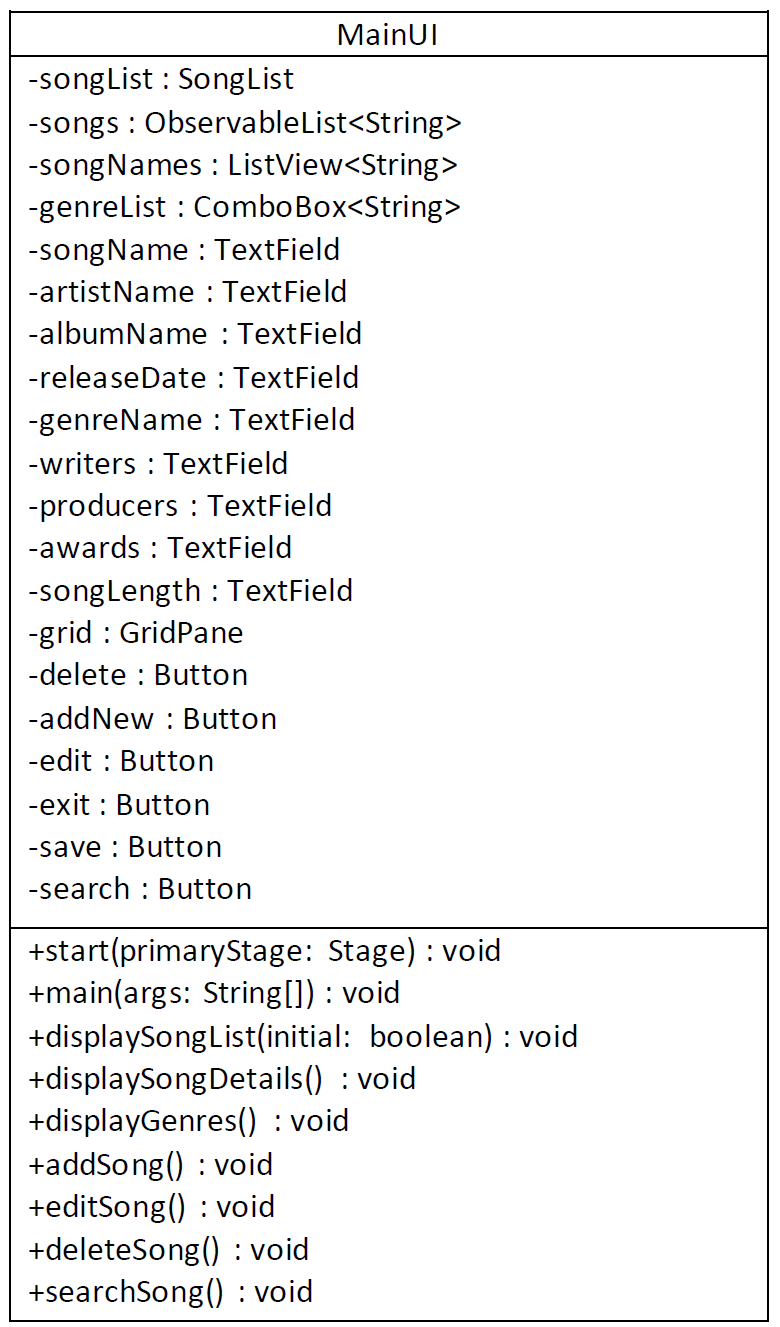 MainUI
-songList : SongList
-songs : ObservableList<String>
-songNames : ListView<String>
-genreList : ComboBox<String>
-songName : TextField
-artistName : TextField
-albumName : TextField
-releaseDate : TextField
-genreName : TextField
-writers : TextField
-producers : TextField
-awards : TextField
-songLength : TextField
-grid : GridPane
-delete : Button
-addNew : Button
-edit : Button
-exit : Button
-save : Button
-search : Button
+start(primaryStage: Stage) : void
+main(args: String[]) : void
+displaySongList(initial: boolean) : void
+displaySongDetails() : void
+displayGenres() : void
+addSong() : void
+editSong() : void
+deleteSong() : void
+searchSong() : void